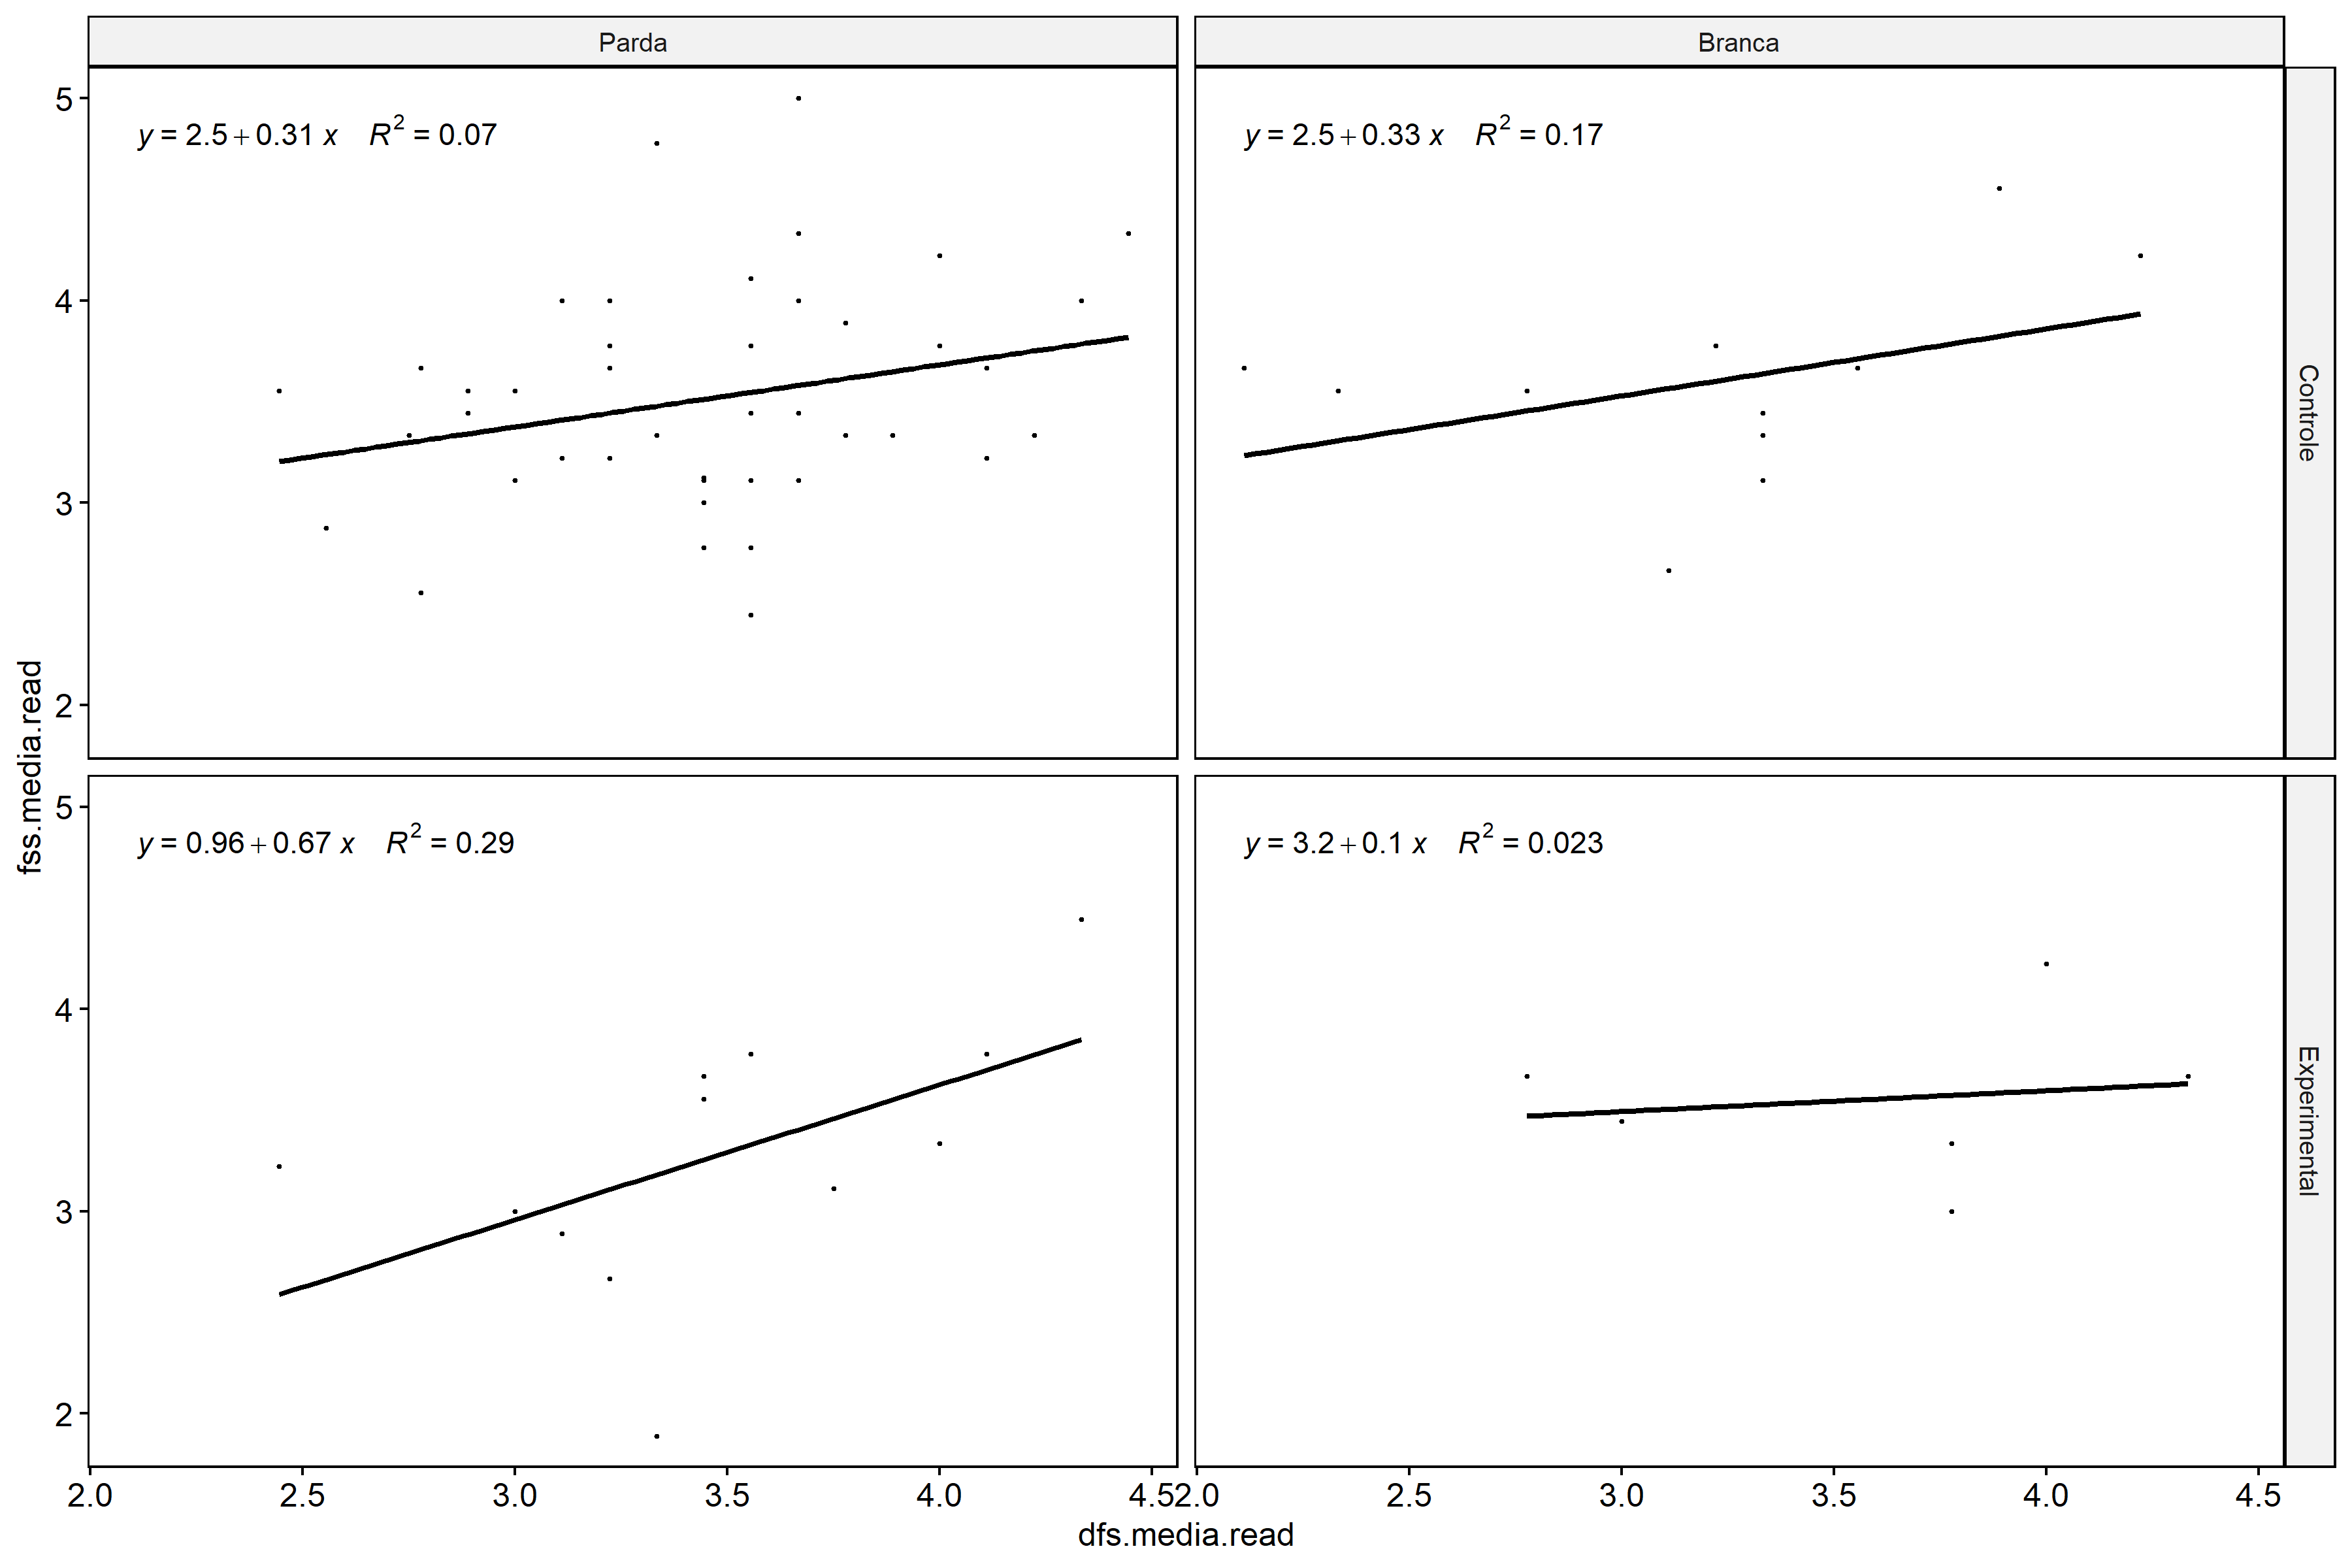 Parda
Branca
y = 2.5 + 0.31 x R² = 0.07
y = 2.5 + 0.33 x R² = 0.17
5
4
3
2
Controle
fss.media.read
y = 0.96 + 0.67 x R² = 0.29
y = 3.2 + 0.1 x R² = 0.023
5
4
3
2
Experimental
2.0 2.5 3.0 3.5 4.0 4.5 2.0 2.5 3.0 3.5 4.0 4.5
dfs.media.read